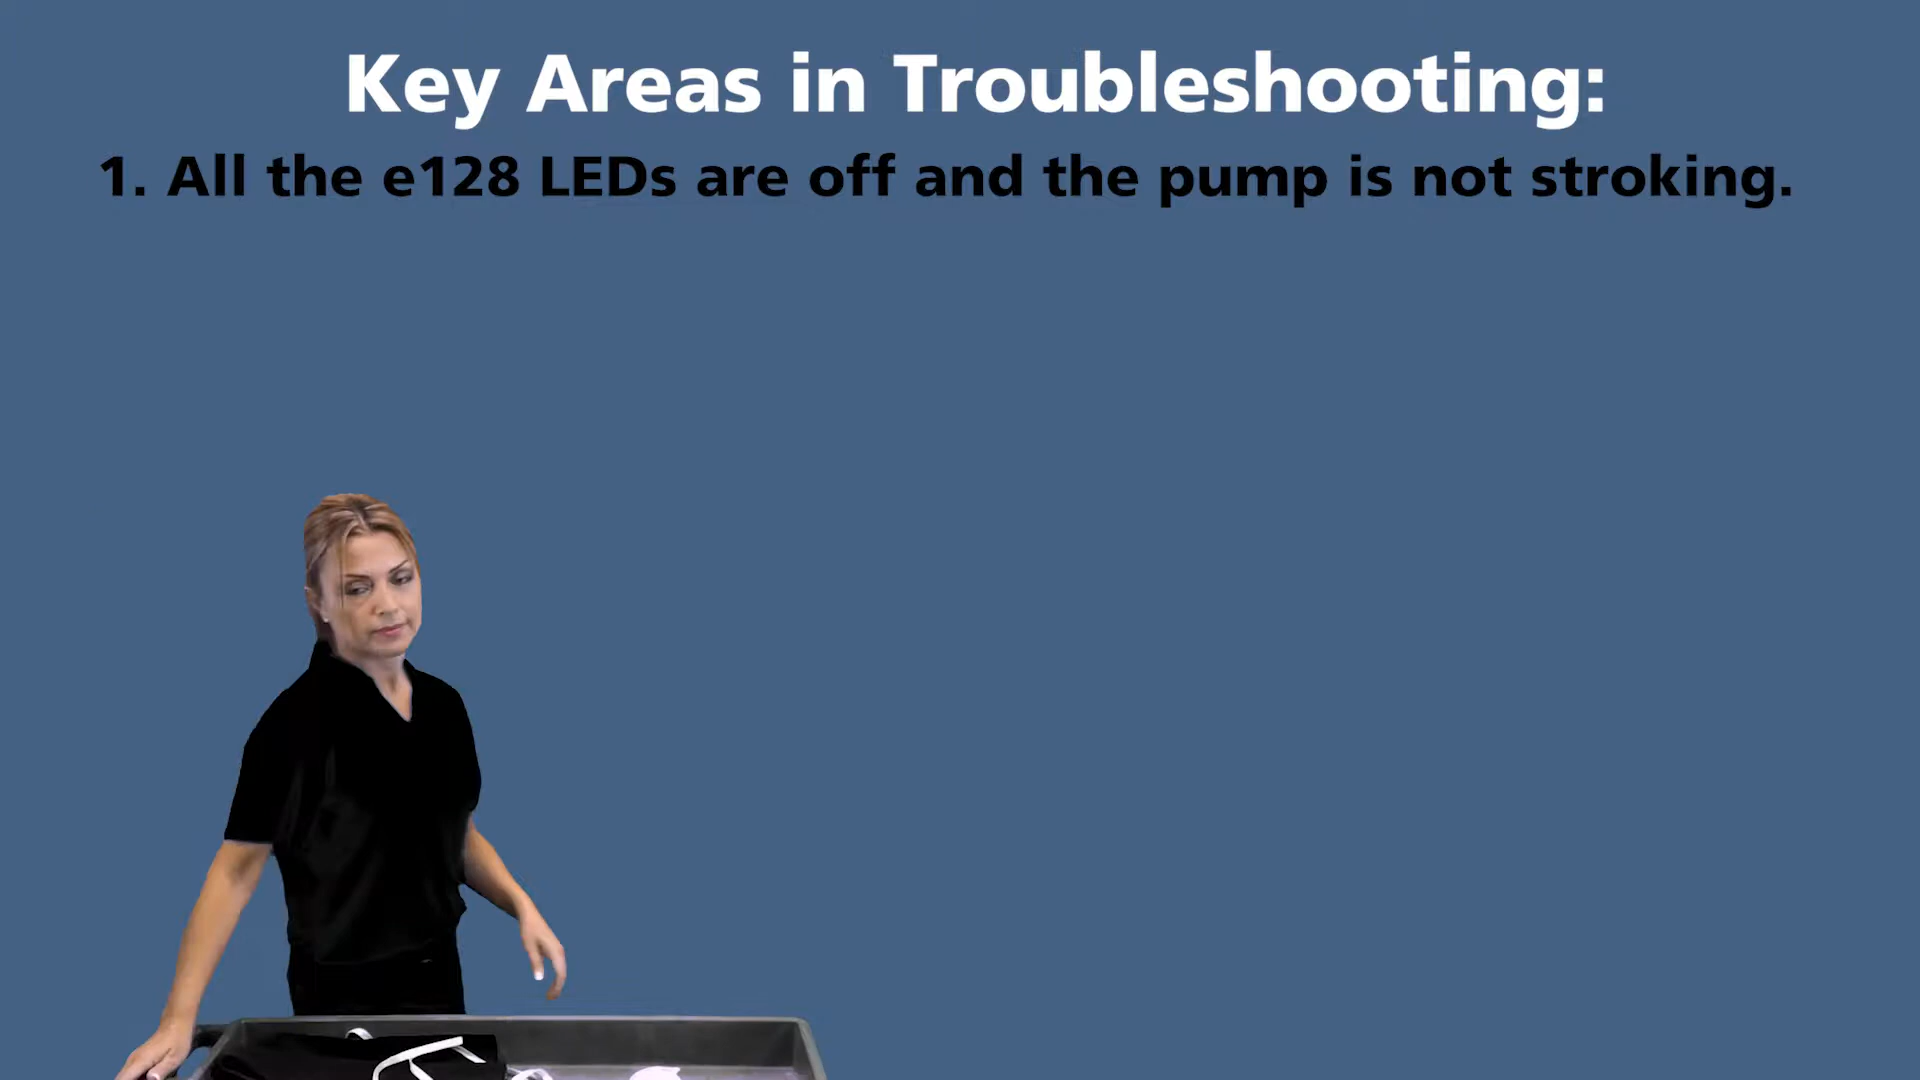 Key Areas in Troubleshooting:
1. All the e128 LEDs are off and the pump is not stroking.